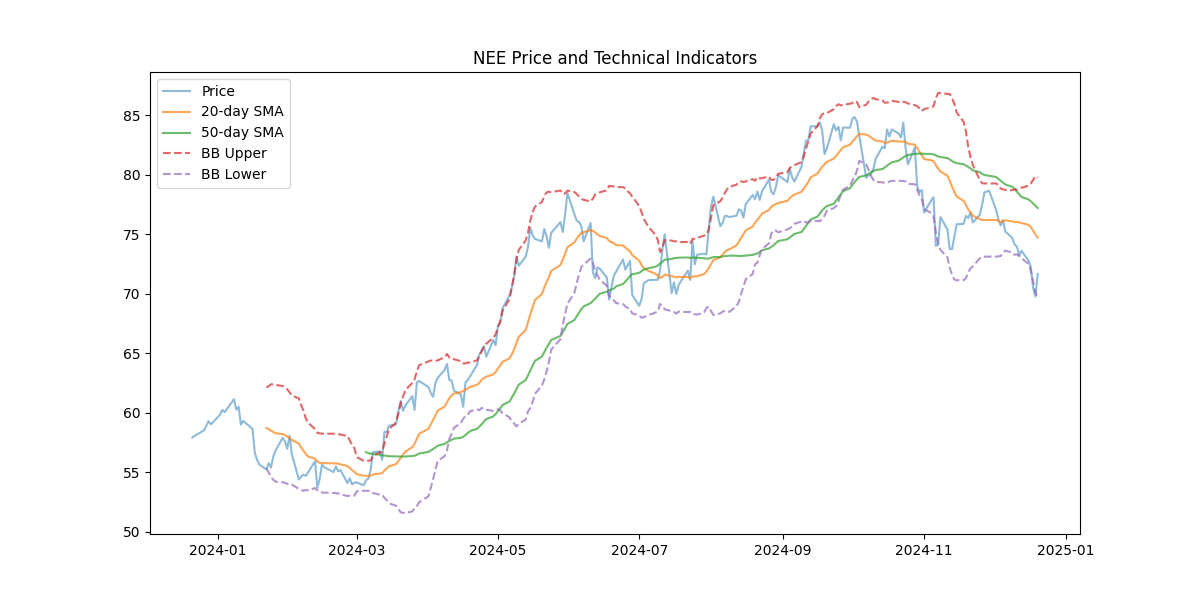 NEE Price and Technical Indicators
Price
20-day SMA
50-day SMA
BB Upper
BB Lower
85
80
75
70
65
60
55
50
2024-01
2024-03
2024-05
2024-07
2024-09
2024-11
2025-01